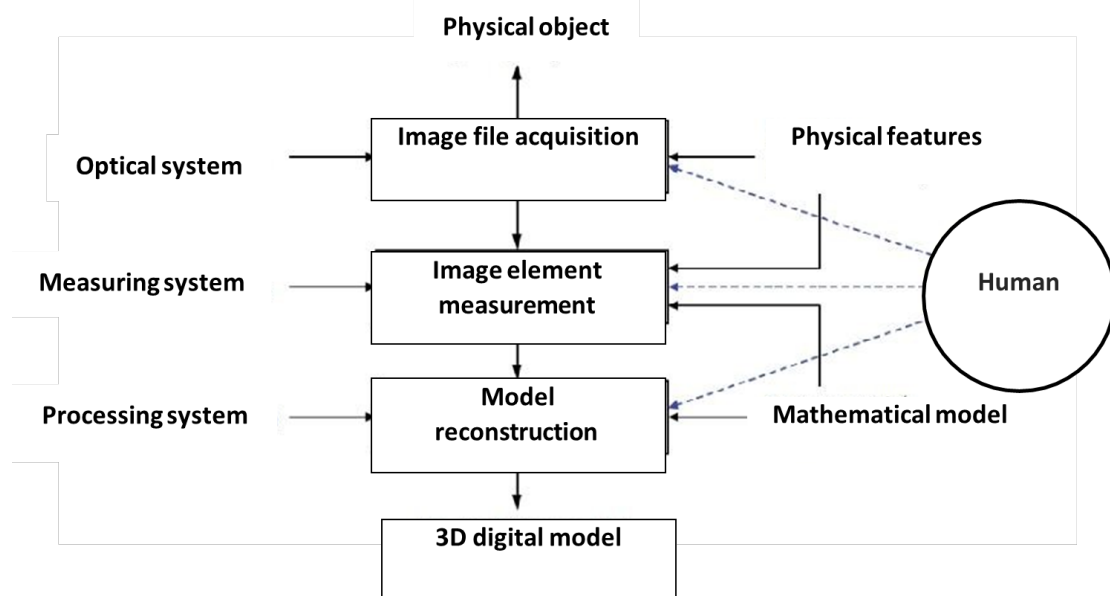 Physical object
Image file acquisition
Physical features
Optical system
Image element
measurement
Measuring system
Human
Model
reconstruction
Processing system
Mathematical model
3D digital model